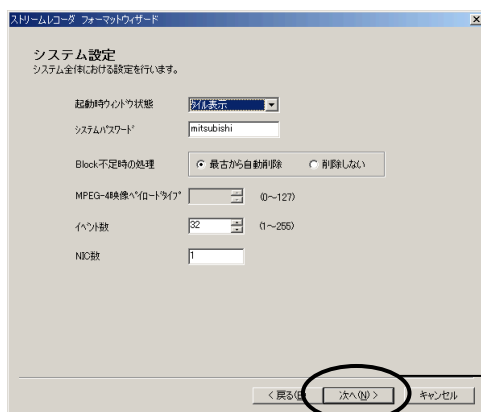 ストリームレコーダ フォーマットウィザード
システム設定
システム全体における設定を行います。
起動時ウィンドウ状態 タイル表示
システムパスワード mitsubishi
Block不足時の処理 最古から自動削除 削除しない
MPEG-4映像ペイロードタイプ (0～127)
イベント数 32 (1～255)
NIC数 1
< 戻る(B) 次へ(N) > キャンセル